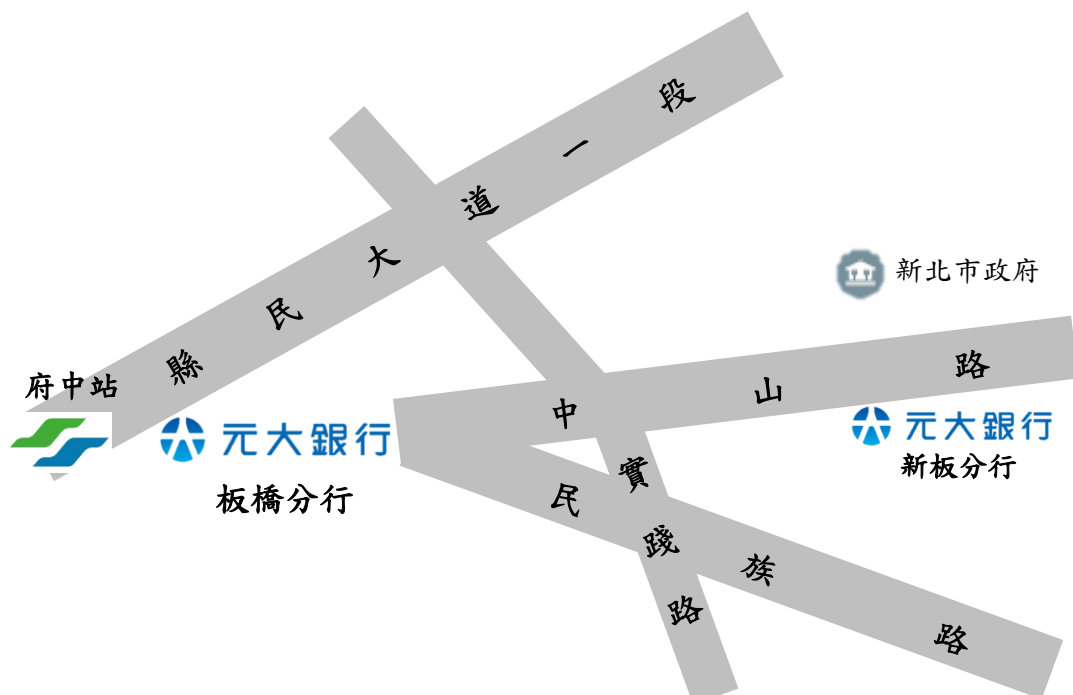 縣民大道一段
新北市政府
府中站
中山路
元大銀行
板橋分行
元大銀行
新板分行
實踐路
民族路